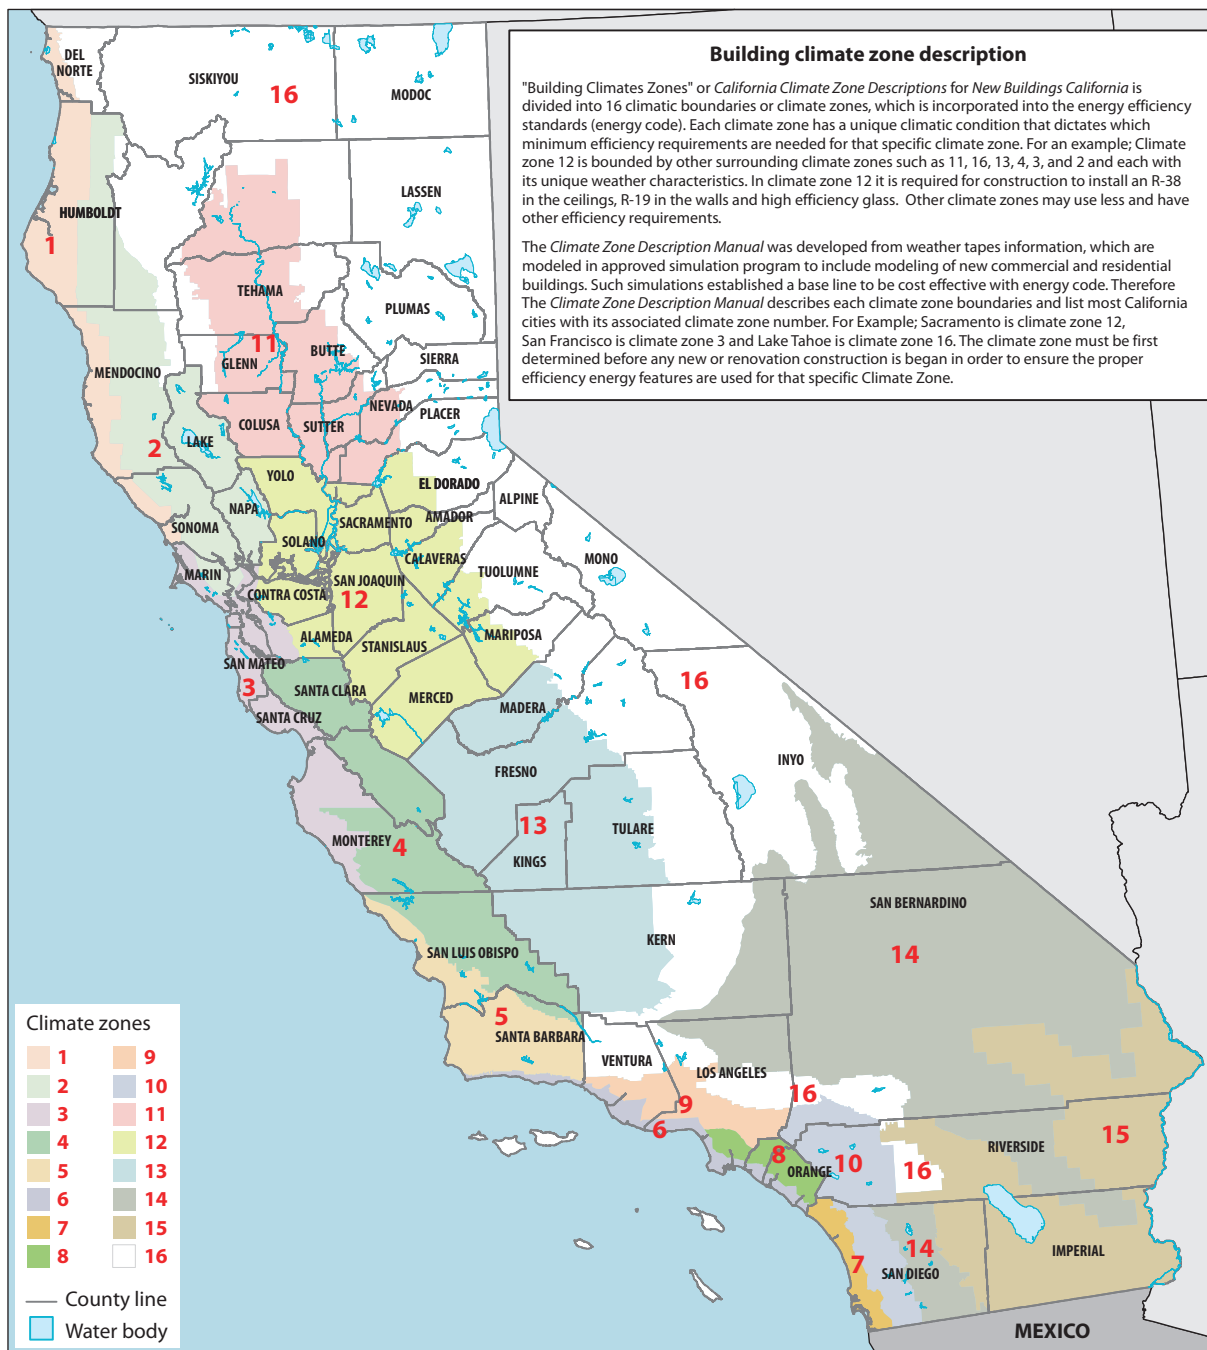 Building climate zone description
"Building Climates Zones" or California Climate Zone Descriptions for New Buildings California is
divided into 16 climatic boundaries or climate zones, which is incorporated into the energy efficiency
standards (energy code). Each climate zone has a unique climatic condition that dictates which
minimum efficiency requirements are needed for that specific climate zone. For an example; Climate
zone 12 is bounded by other surrounding climate zones such as 11, 16, 13, 4, 3, and 2 and each with
its unique weather characteristics. In climate zone 12 it is required for construction to install an R-38
in the ceilings, R-19 in the walls and high efficiency glass. Other climate zones may use less and have
other efficiency requirements.
The Climate Zone Description Manual was developed from weather tapes information, which are
modeled in approved simulation program to include modeling of new commercial and residential
buildings. Such simulations established a base line to be cost effective with energy code. Therefore
The Climate Zone Description Manual describes each climate zone boundaries and list most California
cities with its associated climate zone number. For Example; Sacramento is climate zone 12,
San Francisco is climate zone 3 and Lake Tahoe is climate zone 16. The climate zone must be first
determined before any new or renovation construction is bean in order to ensure the proper
efficiency energy features are used for that specific Climate Zone.
DEL
NORTE
SISKIYOU
16
MODOC
LASSEN
HUMBOLDT
1
TEHAMA
PLUMAS
11
BUTTE
GLENN
SIERRA
MENDOCINO
NEVADA
PLACER
COLUSA
SUTTER
2
LAKE
YOLO
EL DORADO
ALPINE
NAPA
SONOMA
SACRAMENTO
AMADOR
SOLANO
CALAVERAS
MONO
TUOLUMNE
MARIN
SAN JOAQUIN
CONTRA COSTA
12
ALAMEDA
MARIPOSA
STANISLAUS
SAN MATEO
3
SANTA CLARA
16
MERCED
MADERA
SANTA CRUZ
INYO
FRESNO
13
TULARE
MONTEREY
4
KINGS
SAN BERNARDINO
KERN
SAN LUIS OBISPO
14
5
SANTA BARBARA
VENTURA
LOS ANGELES
16
9
6
15
RIVERSIDE
8
ORANGE
10
16
14
IMPERIAL
7
SAN DIEGO
MEXICO
Climate zones
1
2
3
4
5
6
7
8
9
10
11
12
13
14
15
16
County line
Water body